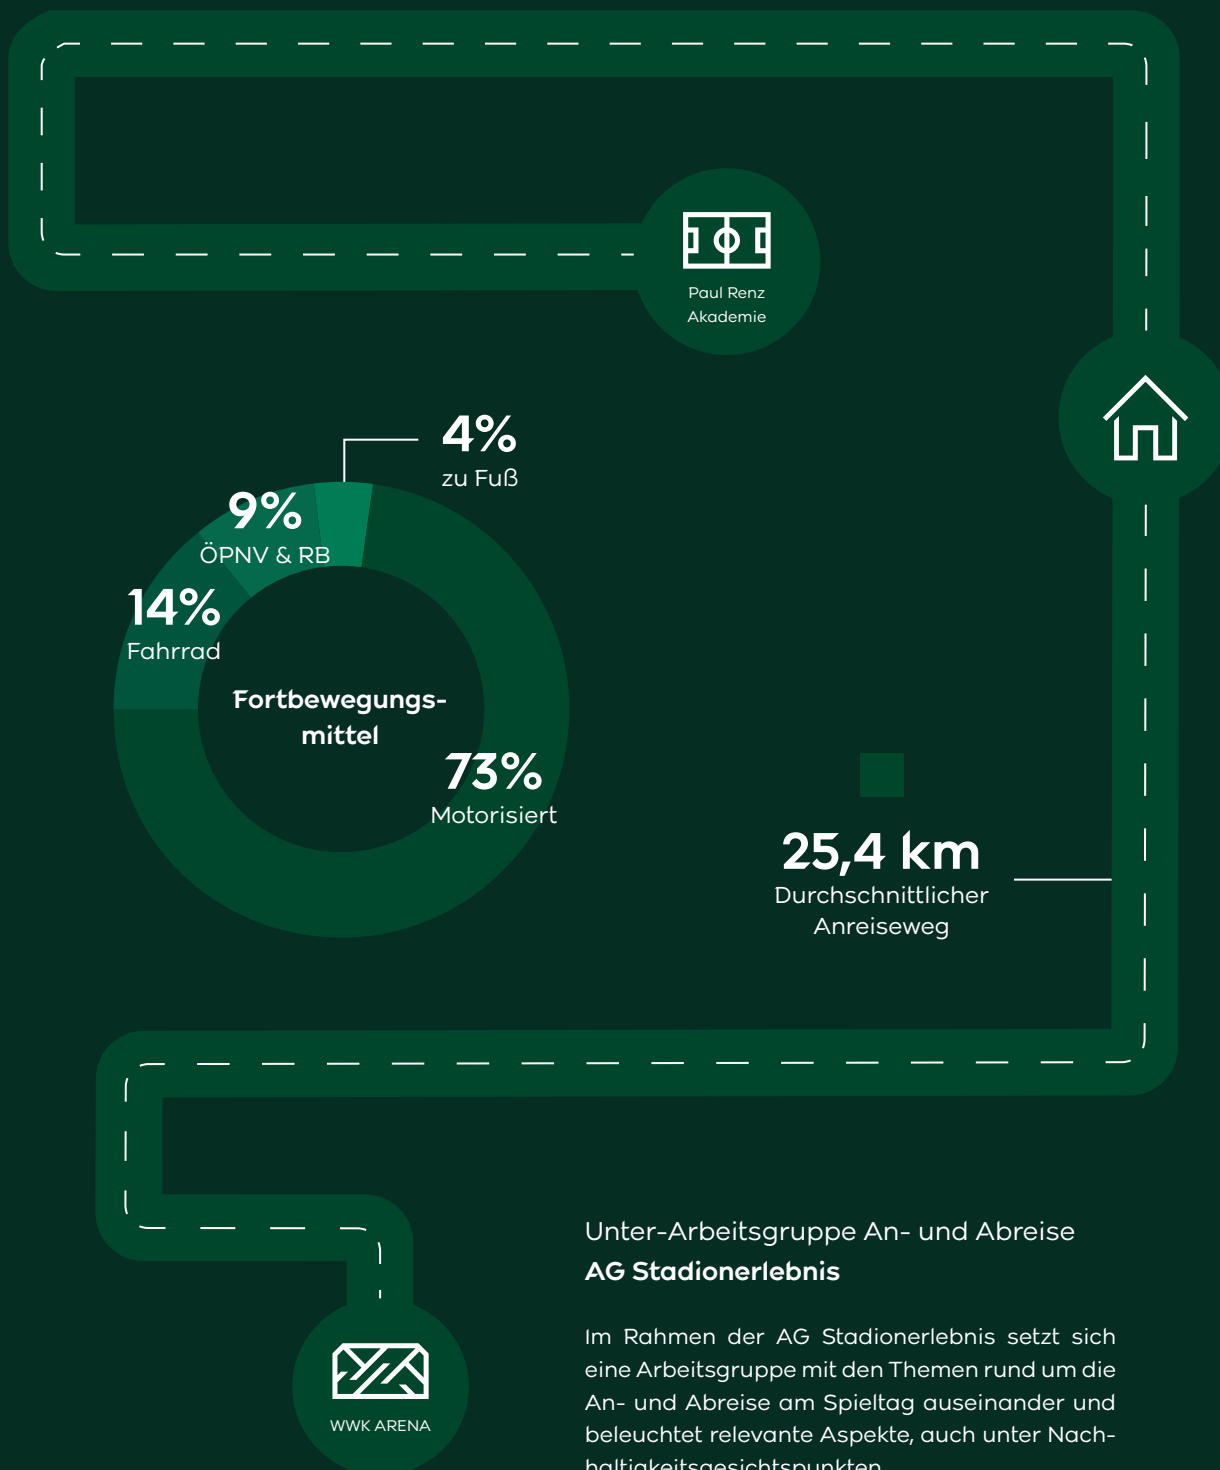 Paul Renz
Akademie
4%
zu Fuß
9%
ÖPNV & RB
14%
Fahrrad
Fortbewegungs-
mittel
73%
Motorisiert
25,4 km
Durchschnittlicher
Anreiseweg
Unter-Arbeitsgruppe An- und Abreise
AG Stadionerlebnis
Im Rahmen der AG Stadionerlebnis setzt sich
eine Arbeitsgruppe mit den Themen rund um die
An- und Abreise am Spieltag auseinander und
beleuchtet relevante Aspekte, auch unter Nach-
haltigkeitsgesichtspunkten
WWK ARENA